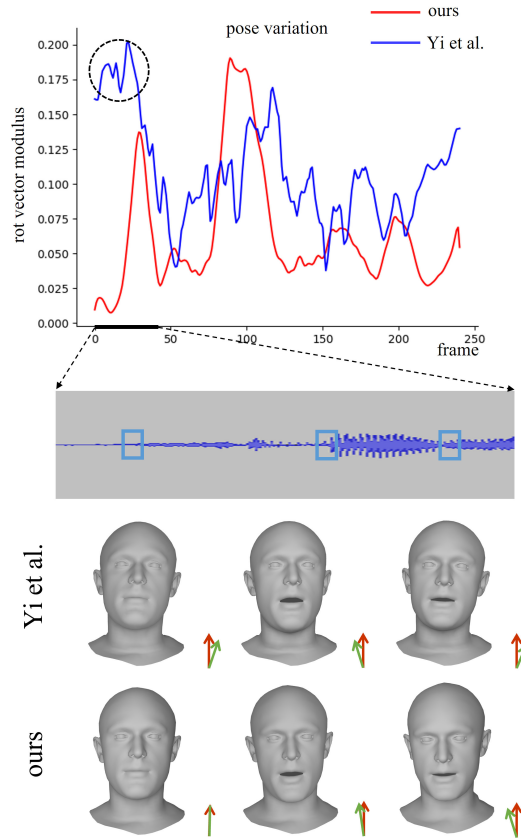 pose variation
ours
Yi et al.
rot vector modulus
0.200
0.175
0.150
0.125
0.100
0.075
0.050
0.025
0.000
0 50 100 150 200 250
frame
Yi et al.
ours